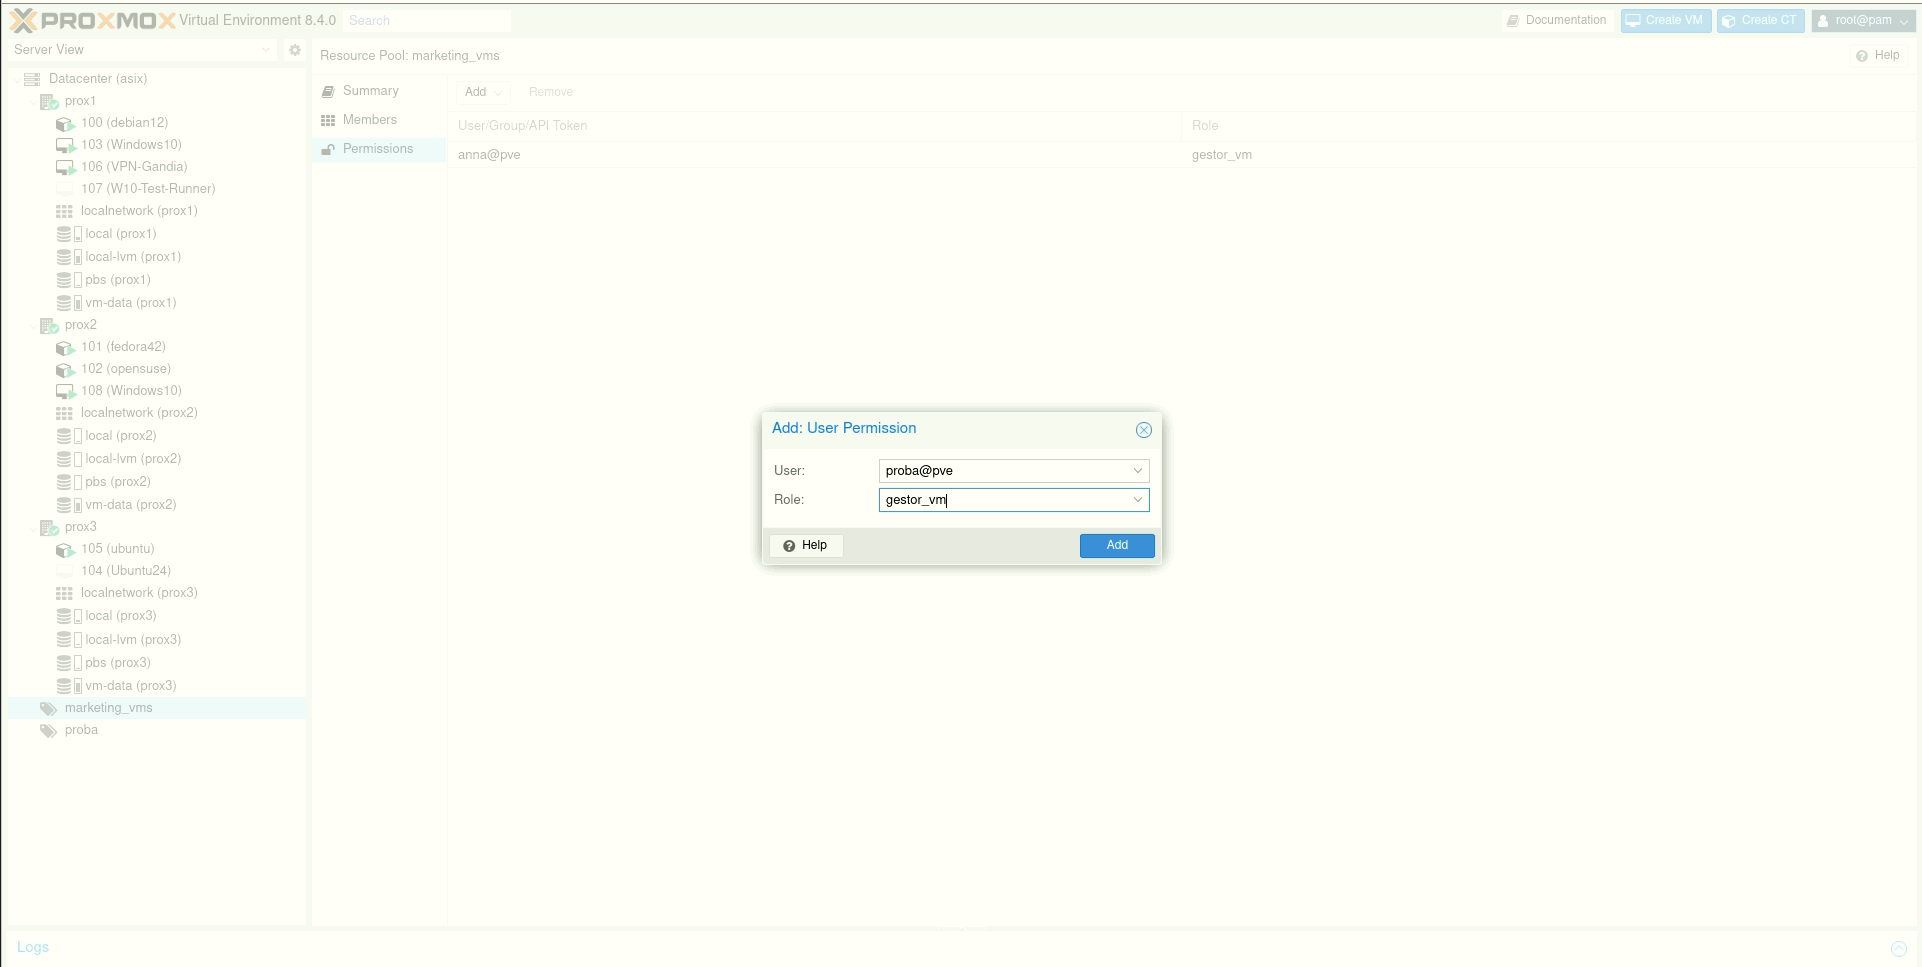 PROXMOX Virtual Environment 8.4.0 Search Documentation Create VM Create CT root@pam
Server View
Resource Pool: marketing_vms Help
Datacenter (asix)
prox1
100 (debian12)
103 (Windows10)
106 (VPN-Gandia)
107 (W10-Test-Runner)
localnetwork (prox1)
local (prox1)
local-lvm (prox1)
pbs (prox1)
vm-data (prox1)
prox2
101 (fedora42)
102 (opensuse)
108 (Windows10)
localnetwork (prox2)
local (prox2)
local-lvm (prox2)
pbs (prox2)
vm-data (prox2)
prox3
105 (ubuntu)
104 (Ubuntu24)
localnetwork (prox3)
local (prox3)
local-lvm (prox3)
pbs (prox3)
vm-data (prox3)
marketing_vms
proba
Summary
Members
Permissions
Add Remove
User/Group/API Token Role
anna@pve gestor_vm
Add: User Permission
User: proba@pve
Role: gestor_vm
Help Add
Logs